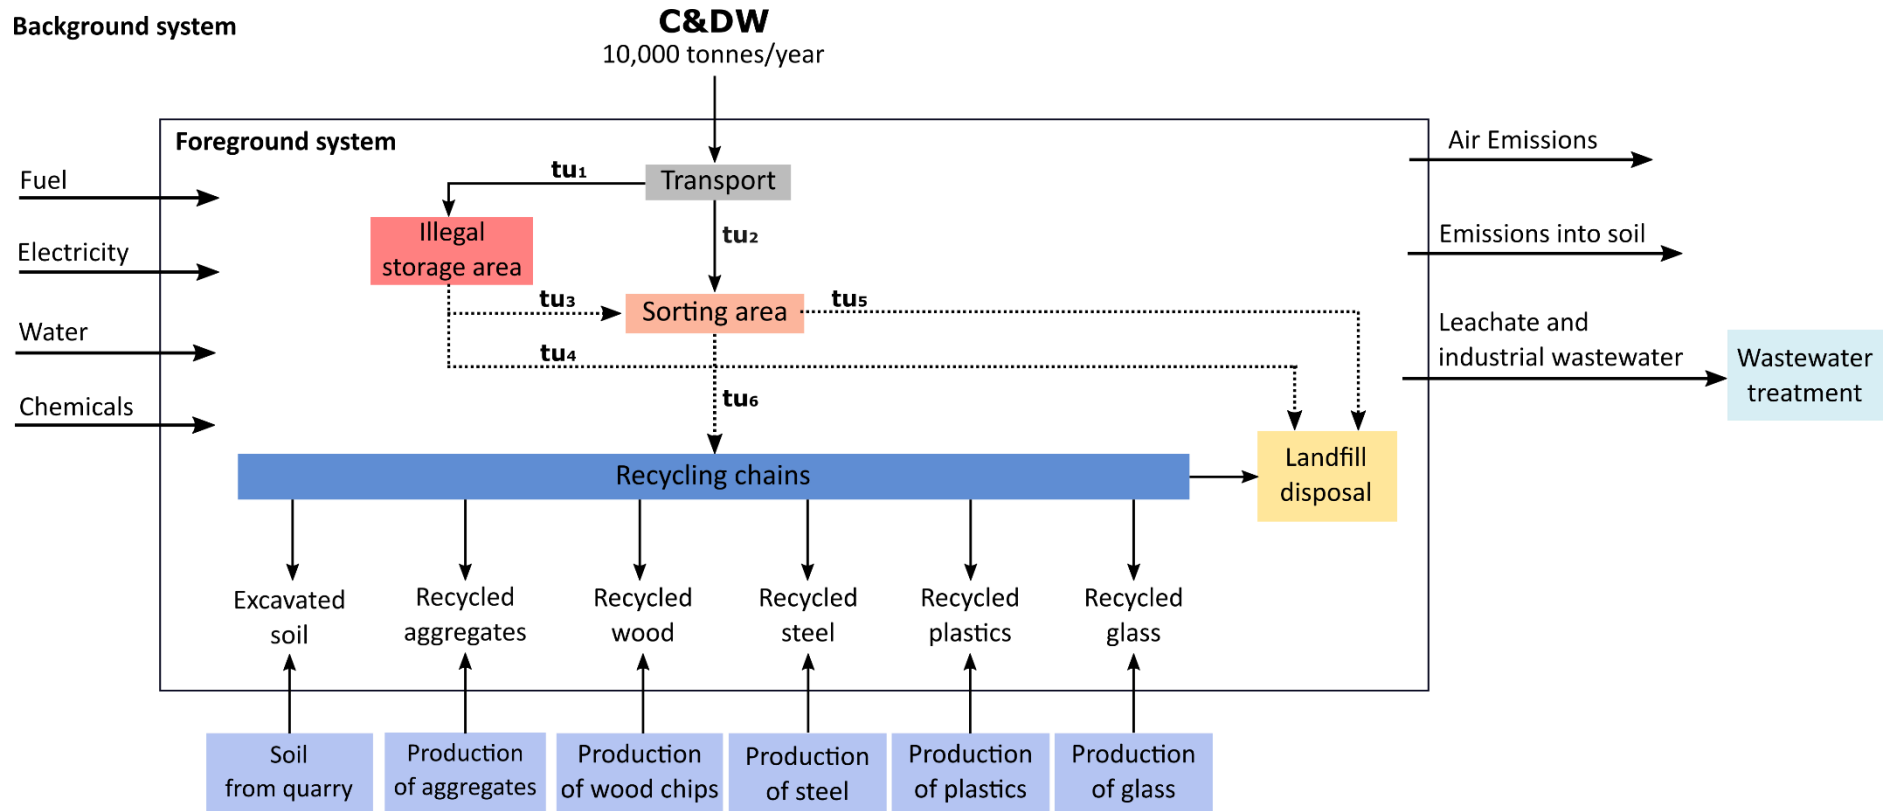 Background system
C&DW
10,000 tonnes/year
Foreground system
Fuel
Electricity
Water
Chemicals
tu₁
Transport
Illegal
storage area
tu₂
tu₃
Sorting area
tu₅
tu₄
tu₆
Recycling chains
Landfill
disposal
Air Emissions
Emissions into soil
Leachate and
industrial wastewater
Wastewater
treatment
Excavated
soil
Recycled
aggregates
Recycled
wood
Recycled
steel
Recycled
plastics
Recycled
glass
Soil
from quarry
Production
of aggregates
Production
of wood chips
Production
of steel
Production
of plastics
Production
of glass